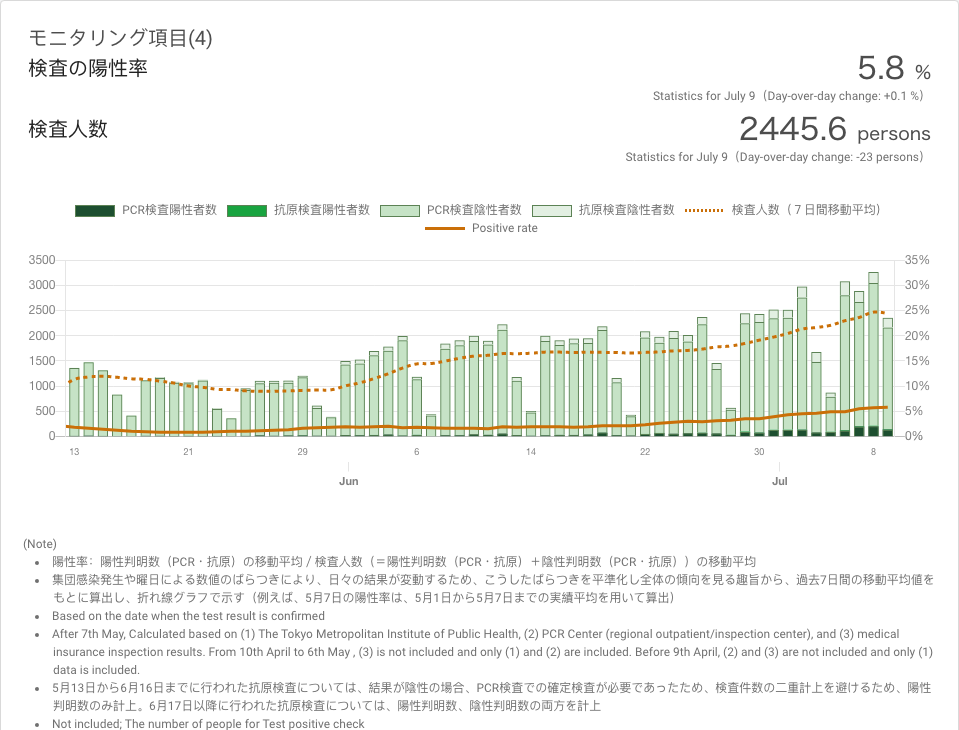 モニタリング項目(4)
検査の陽性率
5.8 %
Statistics for July 9（Day-over-day change: +0.1 %）
検査人数
2445.6 persons
Statistics for July 9（Day-over-day change: -23 persons）
PCR検査陽性者数 抗原検査陽性者数 PCR検査陰性者数 抗原検査陰性者数 検査人数（７日間移動平均）
Positive rate
3500 35%
3000 30%
2500 25%
2000 20%
1500 15%
1000 10%
500 5%
0 0%
13 21 29 6 14 22 30 8
Jun Jul
(Note)
• 陽性率：陽性判明数（PCR・抗原）の移動平均 / 検査人数（＝陽性判明数（PCR・抗原）＋陰性判明数（PCR・抗原））の移動平均
• 集団感染発生や曜日による数値のばらつきにより、日々の結果が変動するため、こうしたばらつきを平準化し全体の傾向を見る趣旨から、過去7日間の移動平均値を
もとに算出し、折れ線グラフで示す（例えば、5月7日の陽性率は、5月1日から5月7日までの実績平均を用いて算出）
• Based on the date when the test result is confirmed
• After 7th May, Calculated based on (1) The Tokyo Metropolitan Institute of Public Health, (2) PCR Center (regional outpatient/inspection center), and (3) medical
insurance inspection results. From 10th April to 6th May , (3) is not included and only (1) and (2) are included. Before 9th April, (2) and (3) are not included and only (1)
data is included.
• 5月13日から6月16日までに行われた抗原検査については、結果が陰性の場合、PCR検査での確定検査が必要であったため、検査件数の二重計上を避けるため、陽性
判明数のみ計上。6月17日以降に行われた抗原検査については、陽性判明数、陰性判明数の両方を計上
• Not included; The number of people for Test positive check